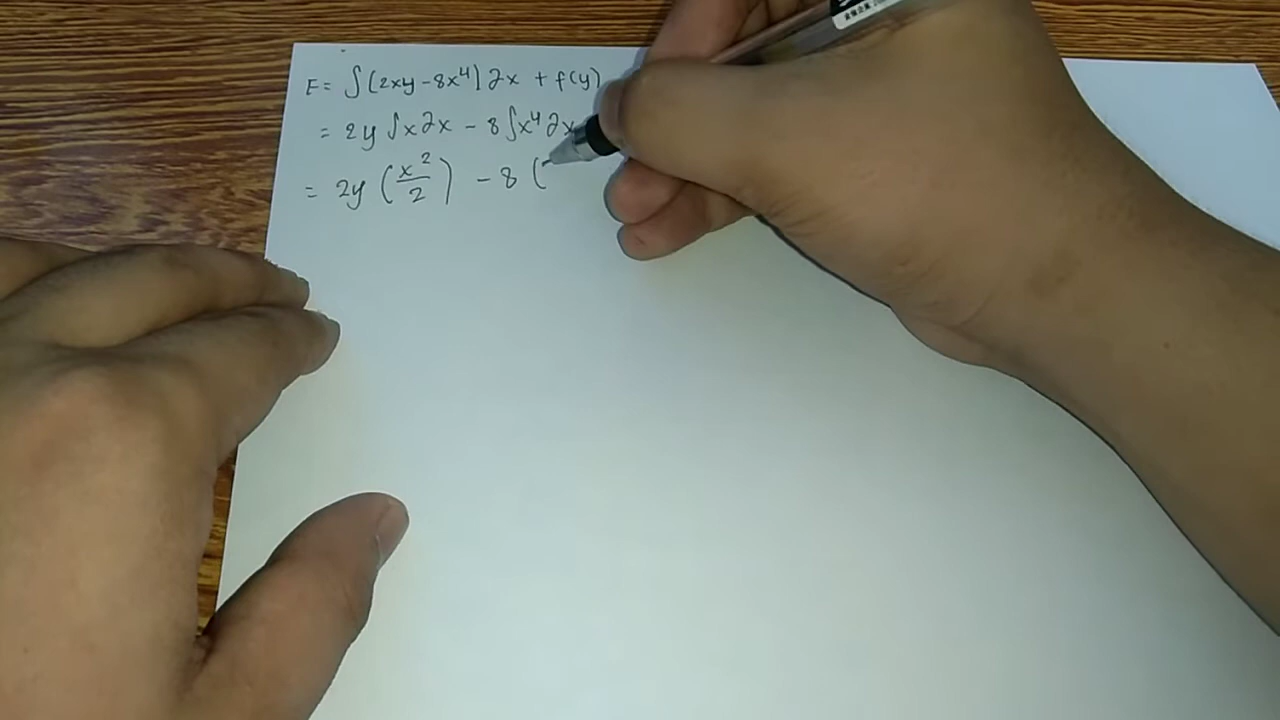 F = ∫(2xy - 8x⁴) ∂x + f(y)
= 2y ∫x ∂x - 8 ∫x⁴ ∂x
= 2y (x²/2) - 8 (